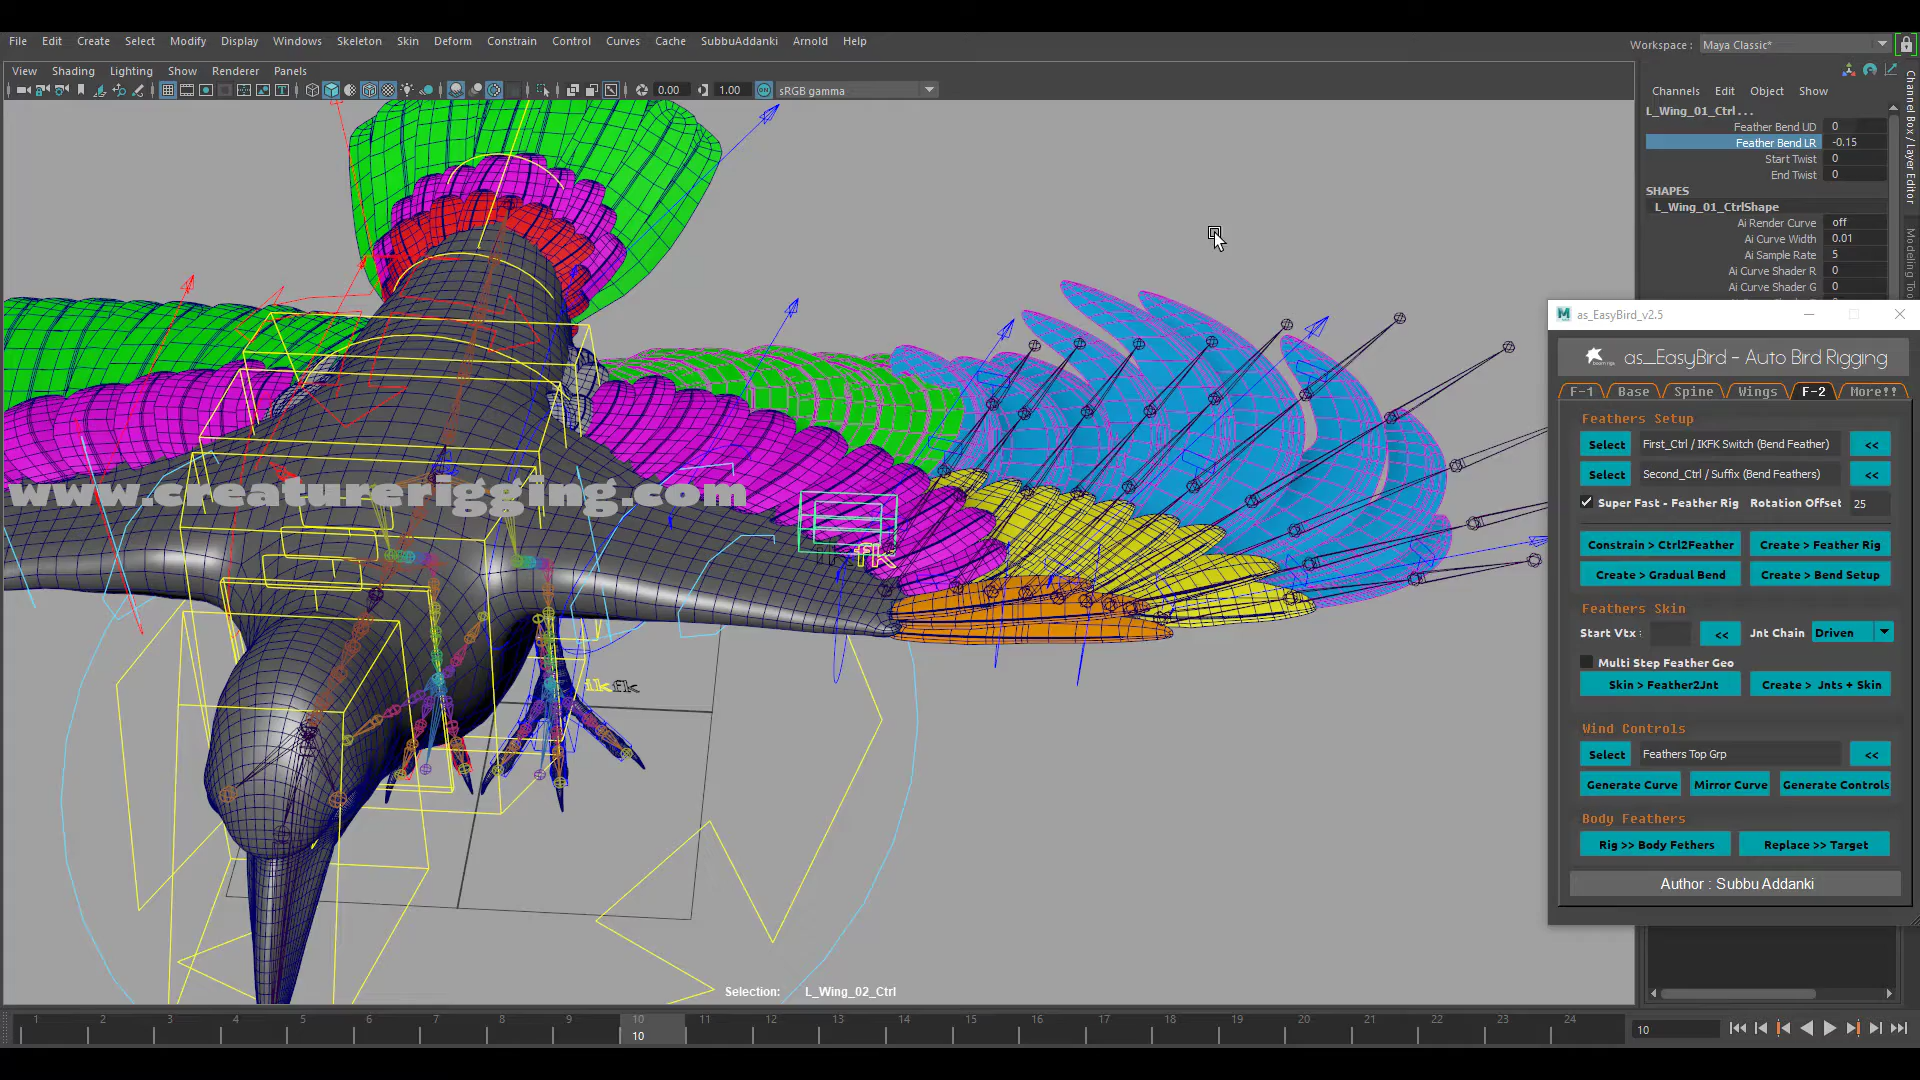 File Edit Create Select Modify Display Windows Skeleton Skin Deform Constrain Control Curves Cache SubbuAddanki Arnold Help
Workspace : Maya Classic*
View Shading Lighting Show Renderer Panels
0.00 1.00 ON sRGB gamma
Channels Edit Object Show
L_Wing_01_Ctrl . . .
Feather Bend UD 0
Feather Bend LR -0.15
Start Twist 0
End Twist 0
SHAPES
L_Wing_01_CtrlShape
Ai Render Curve off
Ai Curve Width 0.01
Ai Sample Rate 5
Ai Curve Shader R 0
Ai Curve Shader G 0
Channel Box / Layer Editor
as_EasyBird_v2.5
as_EasyBird - Auto Bird Rigging
F-1 Base Spine Wings F-2 More!!
Feathers Setup
Select First_Ctrl / IKFK Switch (Bend Feather) <<
Select Second_Ctrl / Suffix (Bend Feathers) <<
Super Fast - Feather Rig Rotation Offset 25
Constrain > Ctrl2Feather Create > Feather Rig
Create > Gradual Bend Create > Bend Setup
Feathers Skin
Start Vtx : << Jnt Chain Driven
Multi Step Feather Geo
Skin > Feather2Jnt Create > Jnts + Skin
Wind Controls
Select Feathers Top Grp <<
Generate Curve Mirror Curve Generate Controls
Body Feathers
Rig >> Body Fethers Replace >> Target
Author : Subbu Addanki
www.creaturerigging.com
fk
ikfk
Selection: L_Wing_02_Ctrl
1 2 3 4 5 6 7 8 9 10 11 12 13 14 15 16 17 18 19 20 21 22 23 24
10
10